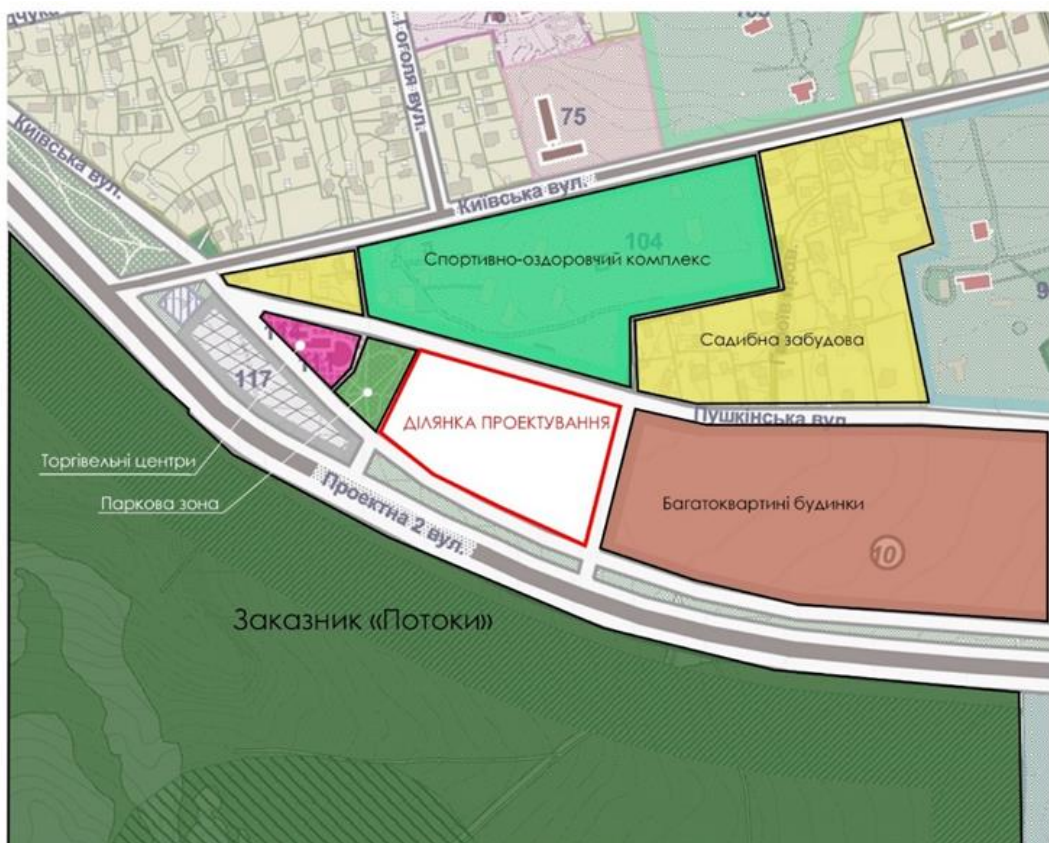 Гоголя вул.
75
Київська вул.
Київська вул.
104
Спортивно-оздоровчий комплекс
Садибна забудова
Пушкінська вул.
117
ДІЛЯНКА ПРОЕКТУВАННЯ
Торгівельні центри
Паркова зона
Проектна 2 вул.
Багатоквартині будинки
10
Заказник «Потоки»